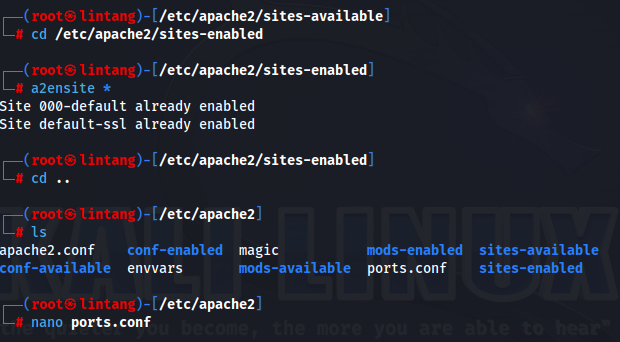 ┌──(root㉿lintang)-[/etc/apache2/sites-available]
└─# cd /etc/apache2/sites-enabled
┌──(root㉿lintang)-[/etc/apache2/sites-enabled]
└─# a2ensite *
Site 000-default already enabled
Site default-ssl already enabled
┌──(root㉿lintang)-[/etc/apache2/sites-enabled]
└─# cd ..
┌──(root㉿lintang)-[/etc/apache2]
└─# ls
apache2.conf conf-enabled magic mods-enabled sites-available
conf-available envvars mods-available ports.conf sites-enabled
┌──(root㉿lintang)-[/etc/apache2]
└─# nano ports.conf
KALI LINUX
the quieter you become, the more you are able to hear"